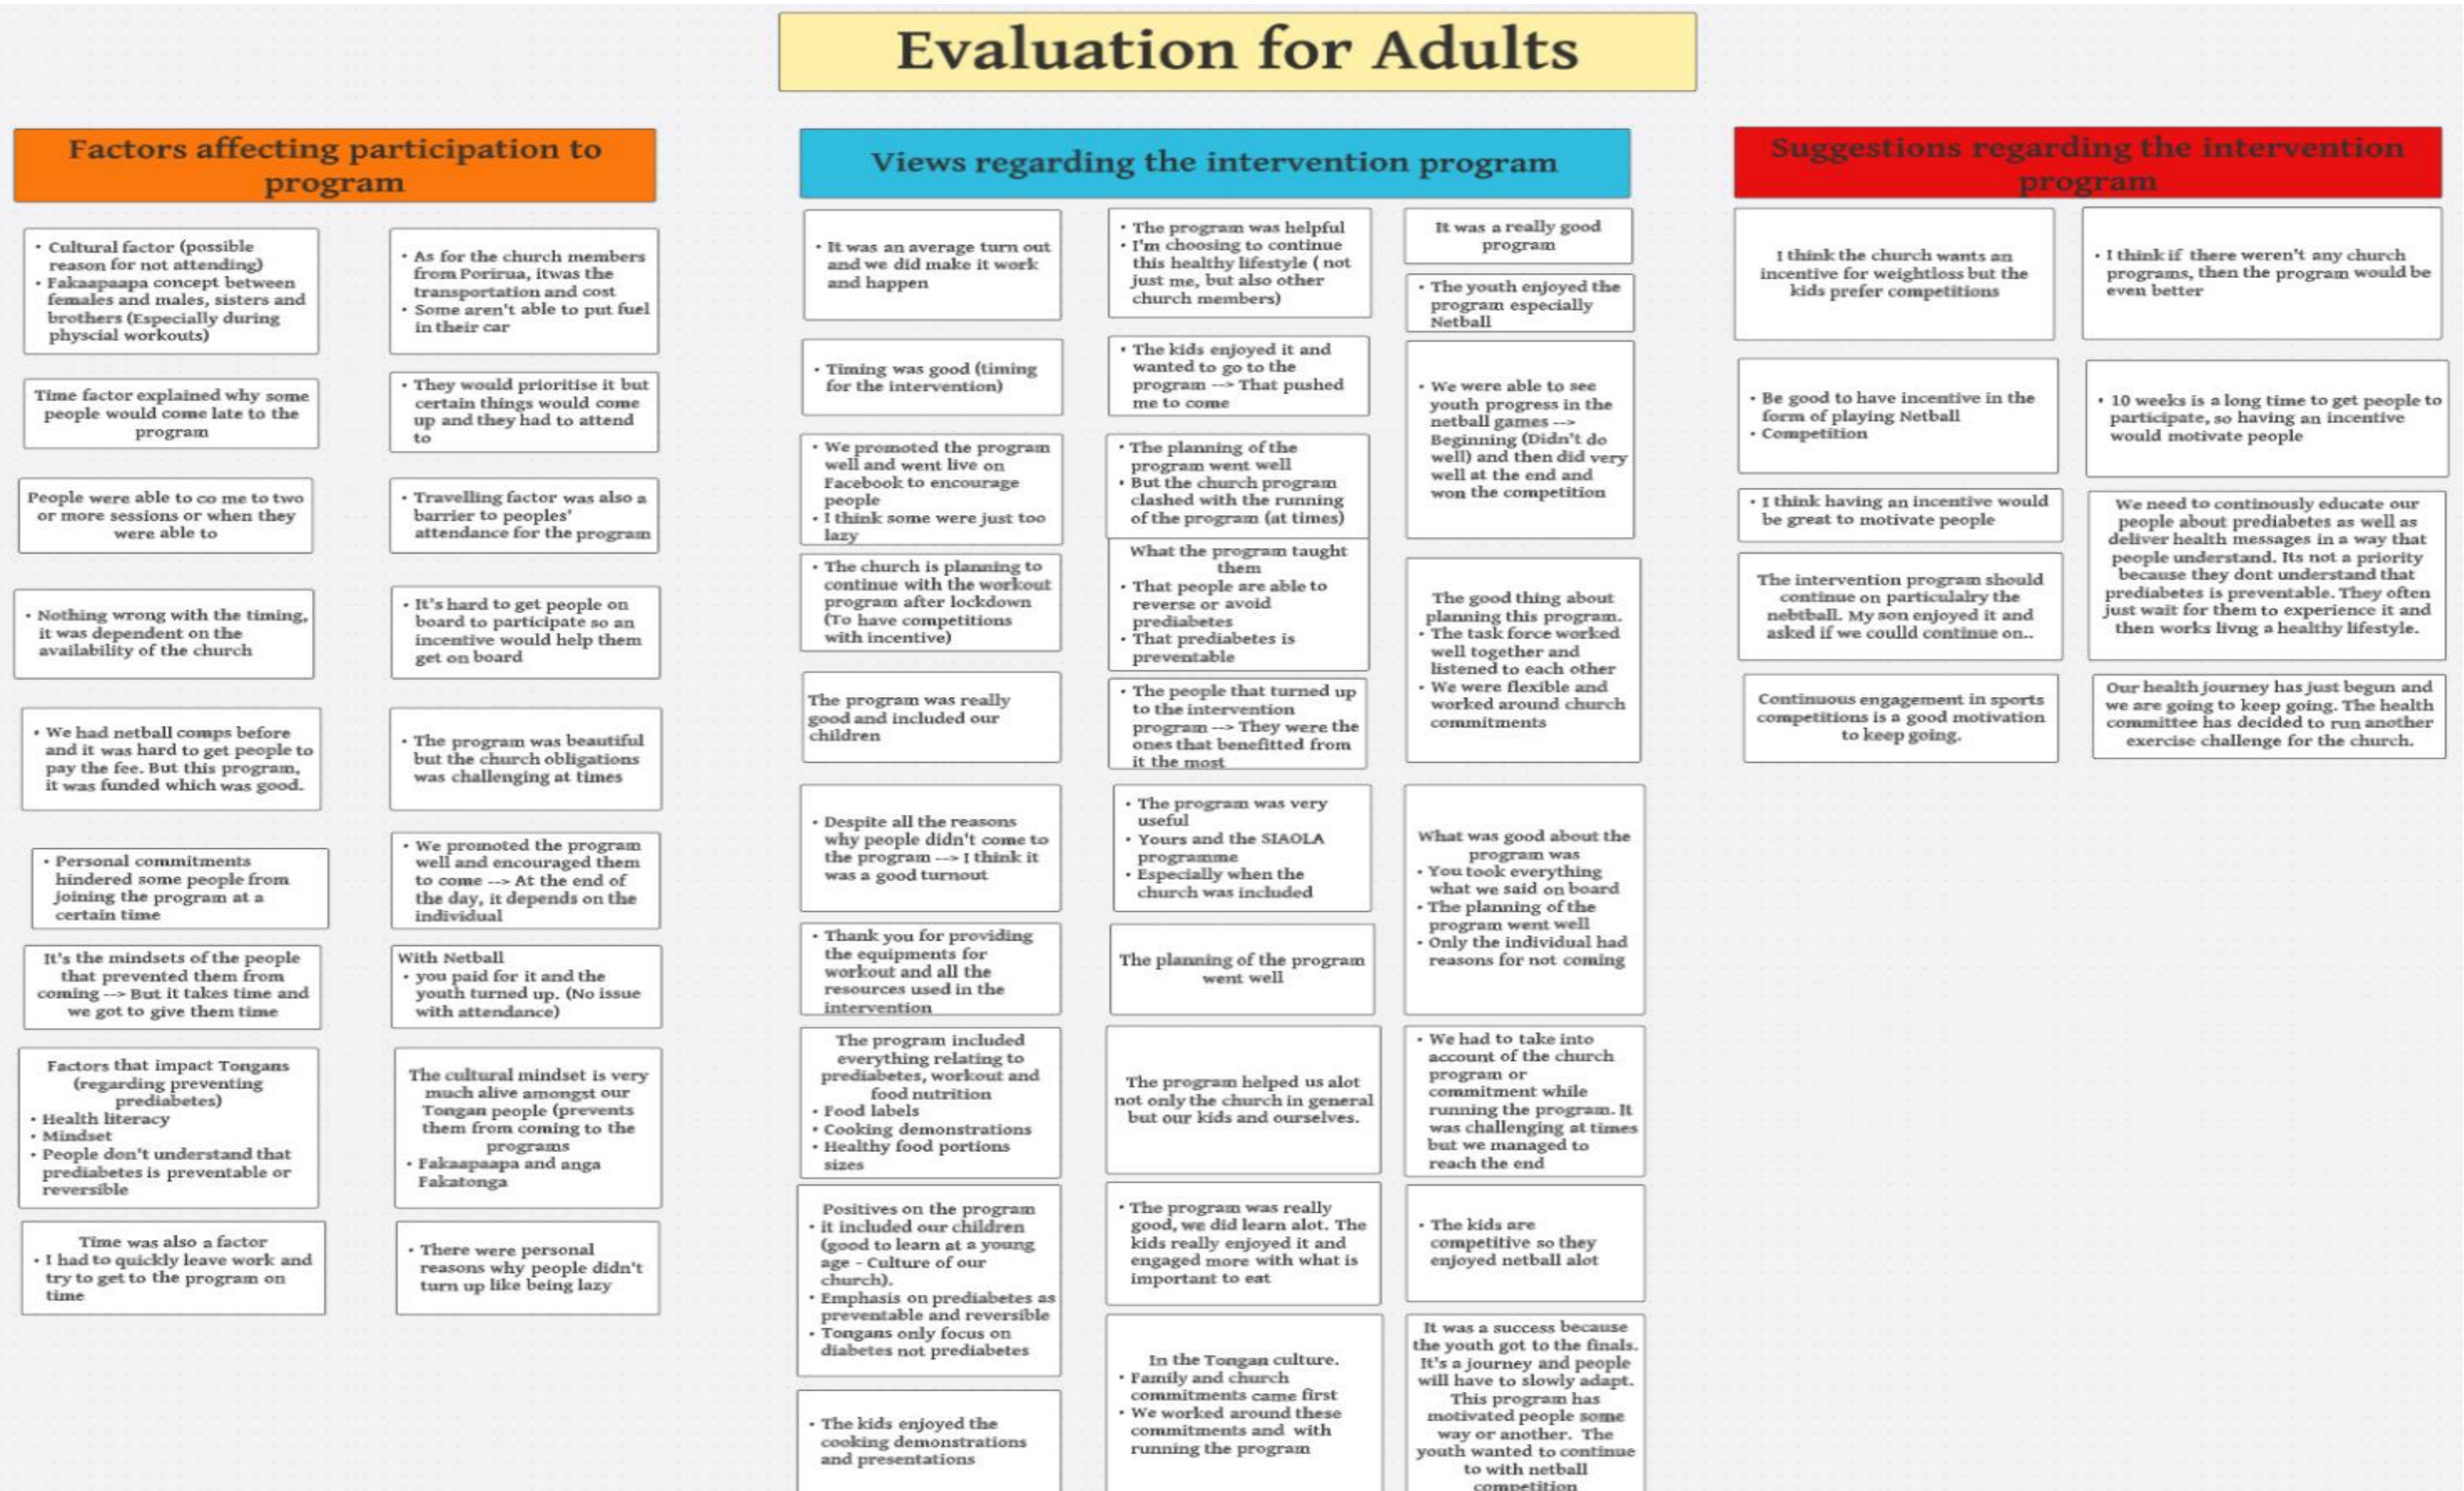 Evaluation for Adults
Factors affecting participation to
program
• Cultural factor (possible
reason for not attending)
• Fakaapaapa concept between
females and males, sisters and
brothers (Especially during
physcial workouts)
Time factor explained why some
people would come late to the
program
People were able to co me to two
or more sessions or when they
were able to
• Nothing wrong with the timing,
it was dependent on the
availability of the church
• We had netball comps before
and it was hard to get people to
pay the fee. But this program,
it was funded which was good.
• Personal commitments
hindered some people from
joining the program at a
certain time
It's the mindsets of the people
that prevented them from
coming --> But it takes time and
we got to give them time
Factors that impact Tongans
(regarding preventing
prediabetes)
• Health literacy
• Mindset
• People don't understand that
prediabetes is preventable or
reversible
Time was also a factor
• I had to quickly leave work and
try to get to the program on
time
• As for the church members
from Porirua, itwas the
transportation and cost
• Some aren't able to put fuel
in their car
• They would prioritise it but
certain things would come
up and they had to attend
to
• Travelling factor was also a
barrier to peoples'
attendance for the program
• It's hard to get people on
board to participate so an
incentive would help them
get on board
• The program was beautiful
but the church obligations
was challenging at times
• We promoted the program
well and encouraged them
to come --> At the end of
the day, it depends on the
individual
With Netball
• you paid for it and the
youth turned up. (No issue
with attendance)
The cultural mindset is very
much alive amongst our
Tongan people (prevents
them from coming to the
programs
• Fakaapaapa and anga
Fakatonga
• There were personal
reasons why people didn't
turn up like being lazy
Views regarding the intervention program
• It was an average turn out
and we did make it work
and happen
• Timing was good (timing
for the intervention)
• We promoted the program
well and went live on
Facebook to encourage
people
• I think some were just too
lazy
• The church is planning to
continue with the workout
program after lockdown
(To have competitions
with incentive)
The program was really
good and included our
children
• Despite all the reasons
why people didn't come to
the program --> I think it
was a good turnout
• Thank you for providing
the equipments for
workout and all the
resources used in the
intervention
The program included
everything relating to
prediabetes, workout and
food nutrition
• Food labels
• Cooking demonstrations
• Healthy food portions
sizes
Positives on the program
• it included our children
(good to learn at a young
age - Culture of our
church).
• Emphasis on prediabetes as
preventable and reversible
• Tongans only focus on
diabetes not prediabetes
• The kids enjoyed the
cooking demonstrations
and presentations
• The program was helpful
• I'm choosing to continue
this healthy lifestyle ( not
just me, but also other
church members)
• The kids enjoyed it and
wanted to go to the
program --> That pushed
me to come
• The planning of the
program went well
• But the church program
clashed with the running
of the program (at times)
What the program taught
them
• That people are able to
reverse or avoid
prediabetes
• That prediabetes is
preventable
• The people that turned up
to the intervention
program --> They were the
ones that benefitted from
it the most
• The program was very
useful
• Yours and the SIAOLA
programme
• Especially when the
church was included
The planning of the program
went well
The program helped us alot
not only the church in general
but our kids and ourselves.
• The program was really
good, we did learn alot. The
kids really enjoyed it and
engaged more with what is
important to eat
In the Tongan culture.
• Family and church
commitments came first
• We worked around these
commitments and with
running the program
It was a really good
program
• The youth enjoyed the
program especially
Netball
• We were able to see
youth progress in the
netball games -->
Beginning (Didn't do
well) and then did very
well at the end and
won the competition
The good thing about
planning this program.
• The task force worked
well together and
listened to each other
• We were flexible and
worked around church
commitments
What was good about the
program was
• You took everything
what we said on board
• The planning of the
program went well
• Only the individual had
reasons for not coming
• We had to take into
account of the church
program or
commitment while
running the program. It
was challenging at times
but we managed to
reach the end
• The kids are
competitive so they
enjoyed netball alot
It was a success because
the youth got to the finals.
It's a journey and people
will have to slowly adapt.
This program has
motivated people some
way or another. The
youth wanted to continue
to with netball
competition
Suggestions regarding the intervention
program
I think the church wants an
incentive for weightloss but the
kids prefer competitions
• Be good to have incentive in the
form of playing Netball
• Competition
• I think having an incentive would
be great to motivate people
The intervention program should
continue on particulalry the
nebtball. My son enjoyed it and
asked if we coulld continue on..
Continuous engagement in sports
competitions is a good motivation
to keep going.
• I think if there weren't any church
programs, then the program would be
even better
• 10 weeks is a long time to get people to
participate, so having an incentive
would motivate people
We need to continously educate our
people about prediabetes as well as
deliver health messages in a way that
people understand. Its not a priority
because they dont understand that
prediabetes is preventable. They often
just wait for them to experience it and
then works livng a healthy lifestyle.
Our health journey has just begun and
we are going to keep going. The health
committee has decided to run another
exercise challenge for the church.